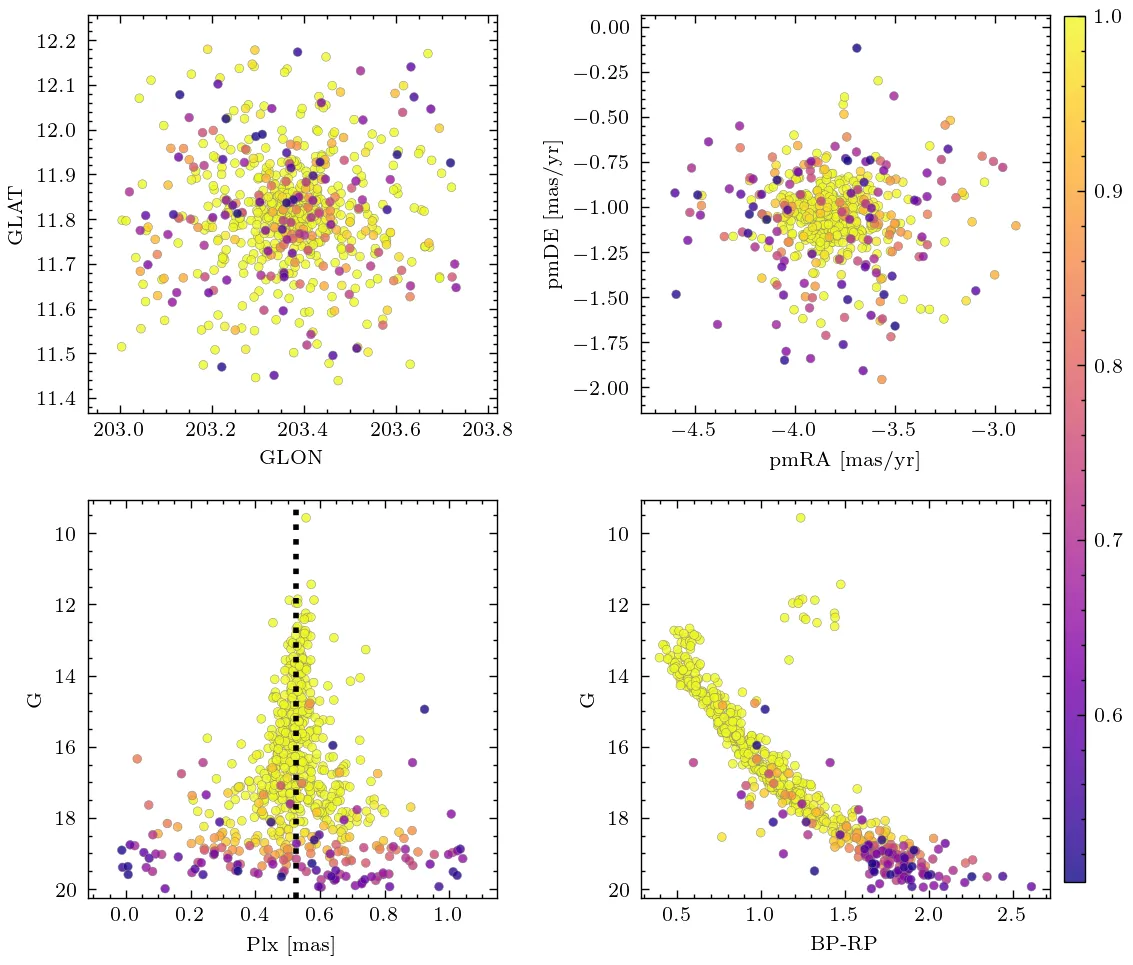 12.2
12.1
12.0
11.9
11.8
11.7
11.6
11.5
11.4
GLAT
203.0 203.2 203.4 203.6 203.8
GLON
0.00
−0.25
−0.50
−0.75
−1.00
−1.25
−1.50
−1.75
−2.00
pmDE [mas/yr]
−4.5 −4.0 −3.5 −3.0
pmRA [mas/yr]
10
12
14
16
18
20
G
0.0 0.2 0.4 0.6 0.8 1.0
Plx [mas]
10
12
14
16
18
20
G
0.5 1.0 1.5 2.0 2.5
BP-RP
1.0
0.9
0.8
0.7
0.6